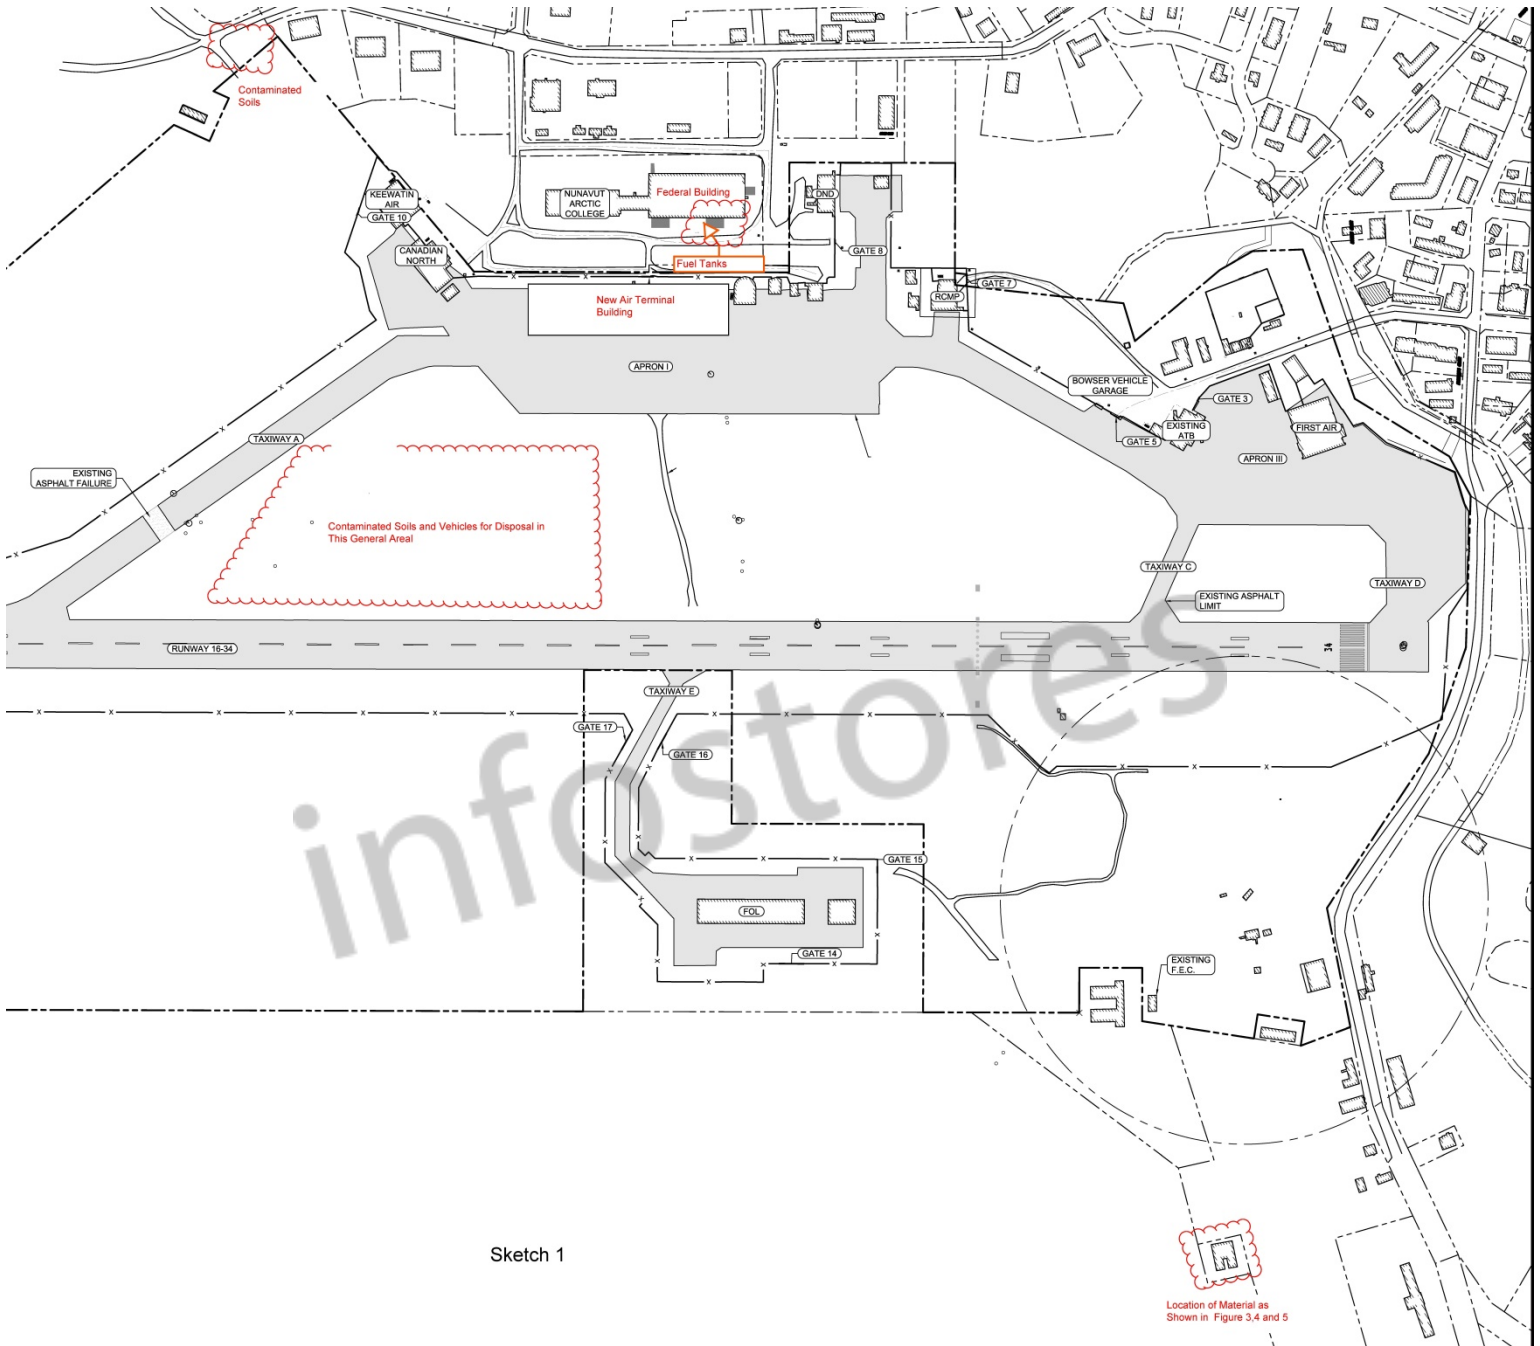 Contaminated
Soils
KEEWATIN
AIR
GATE 10
CANADIAN
NORTH
NUNAVUT
ARCTIC
COLLEGE
Federal Building
Fuel Tanks
DND
GATE 8
New Air Terminal
Building
RCMP
GATE 7
APRON I
BOWSER VEHICLE
GARAGE
GATE 3
GATE 5
EXISTING
ATB
FIRST AIR
APRON III
TAXIWAY A
EXISTING
ASPHALT FAILURE
Contaminated Soils and Vehicles for Disposal in
This General Areal
TAXIWAY C
TAXIWAY D
EXISTING ASPHALT
LIMIT
RUNWAY 16-34
34
TAXIWAY E
GATE 17
GATE 16
infostores
GATE 15
FOL
GATE 14
EXISTING
F.E.C.
Sketch 1
Location of Material as
Shown in Figure 3,4 and 5